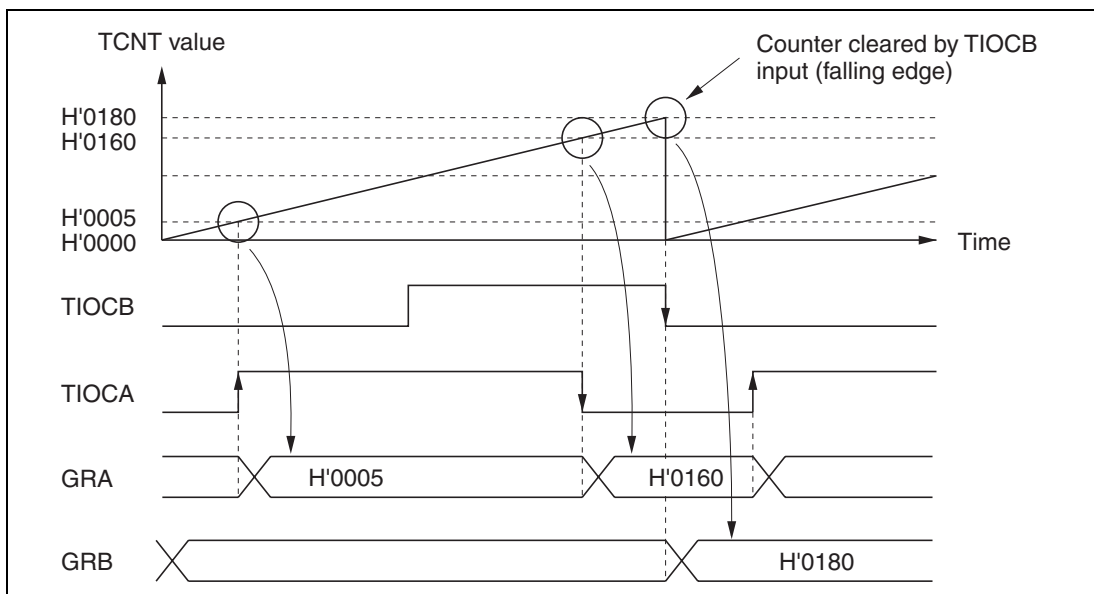 TCNT value
Counter cleared by TIOCB
input (falling edge)
H'0180
H'0160
H'0005
H'0000
Time
TIOCB
TIOCA
GRA
H'0005
H'0160
GRB
H'0180